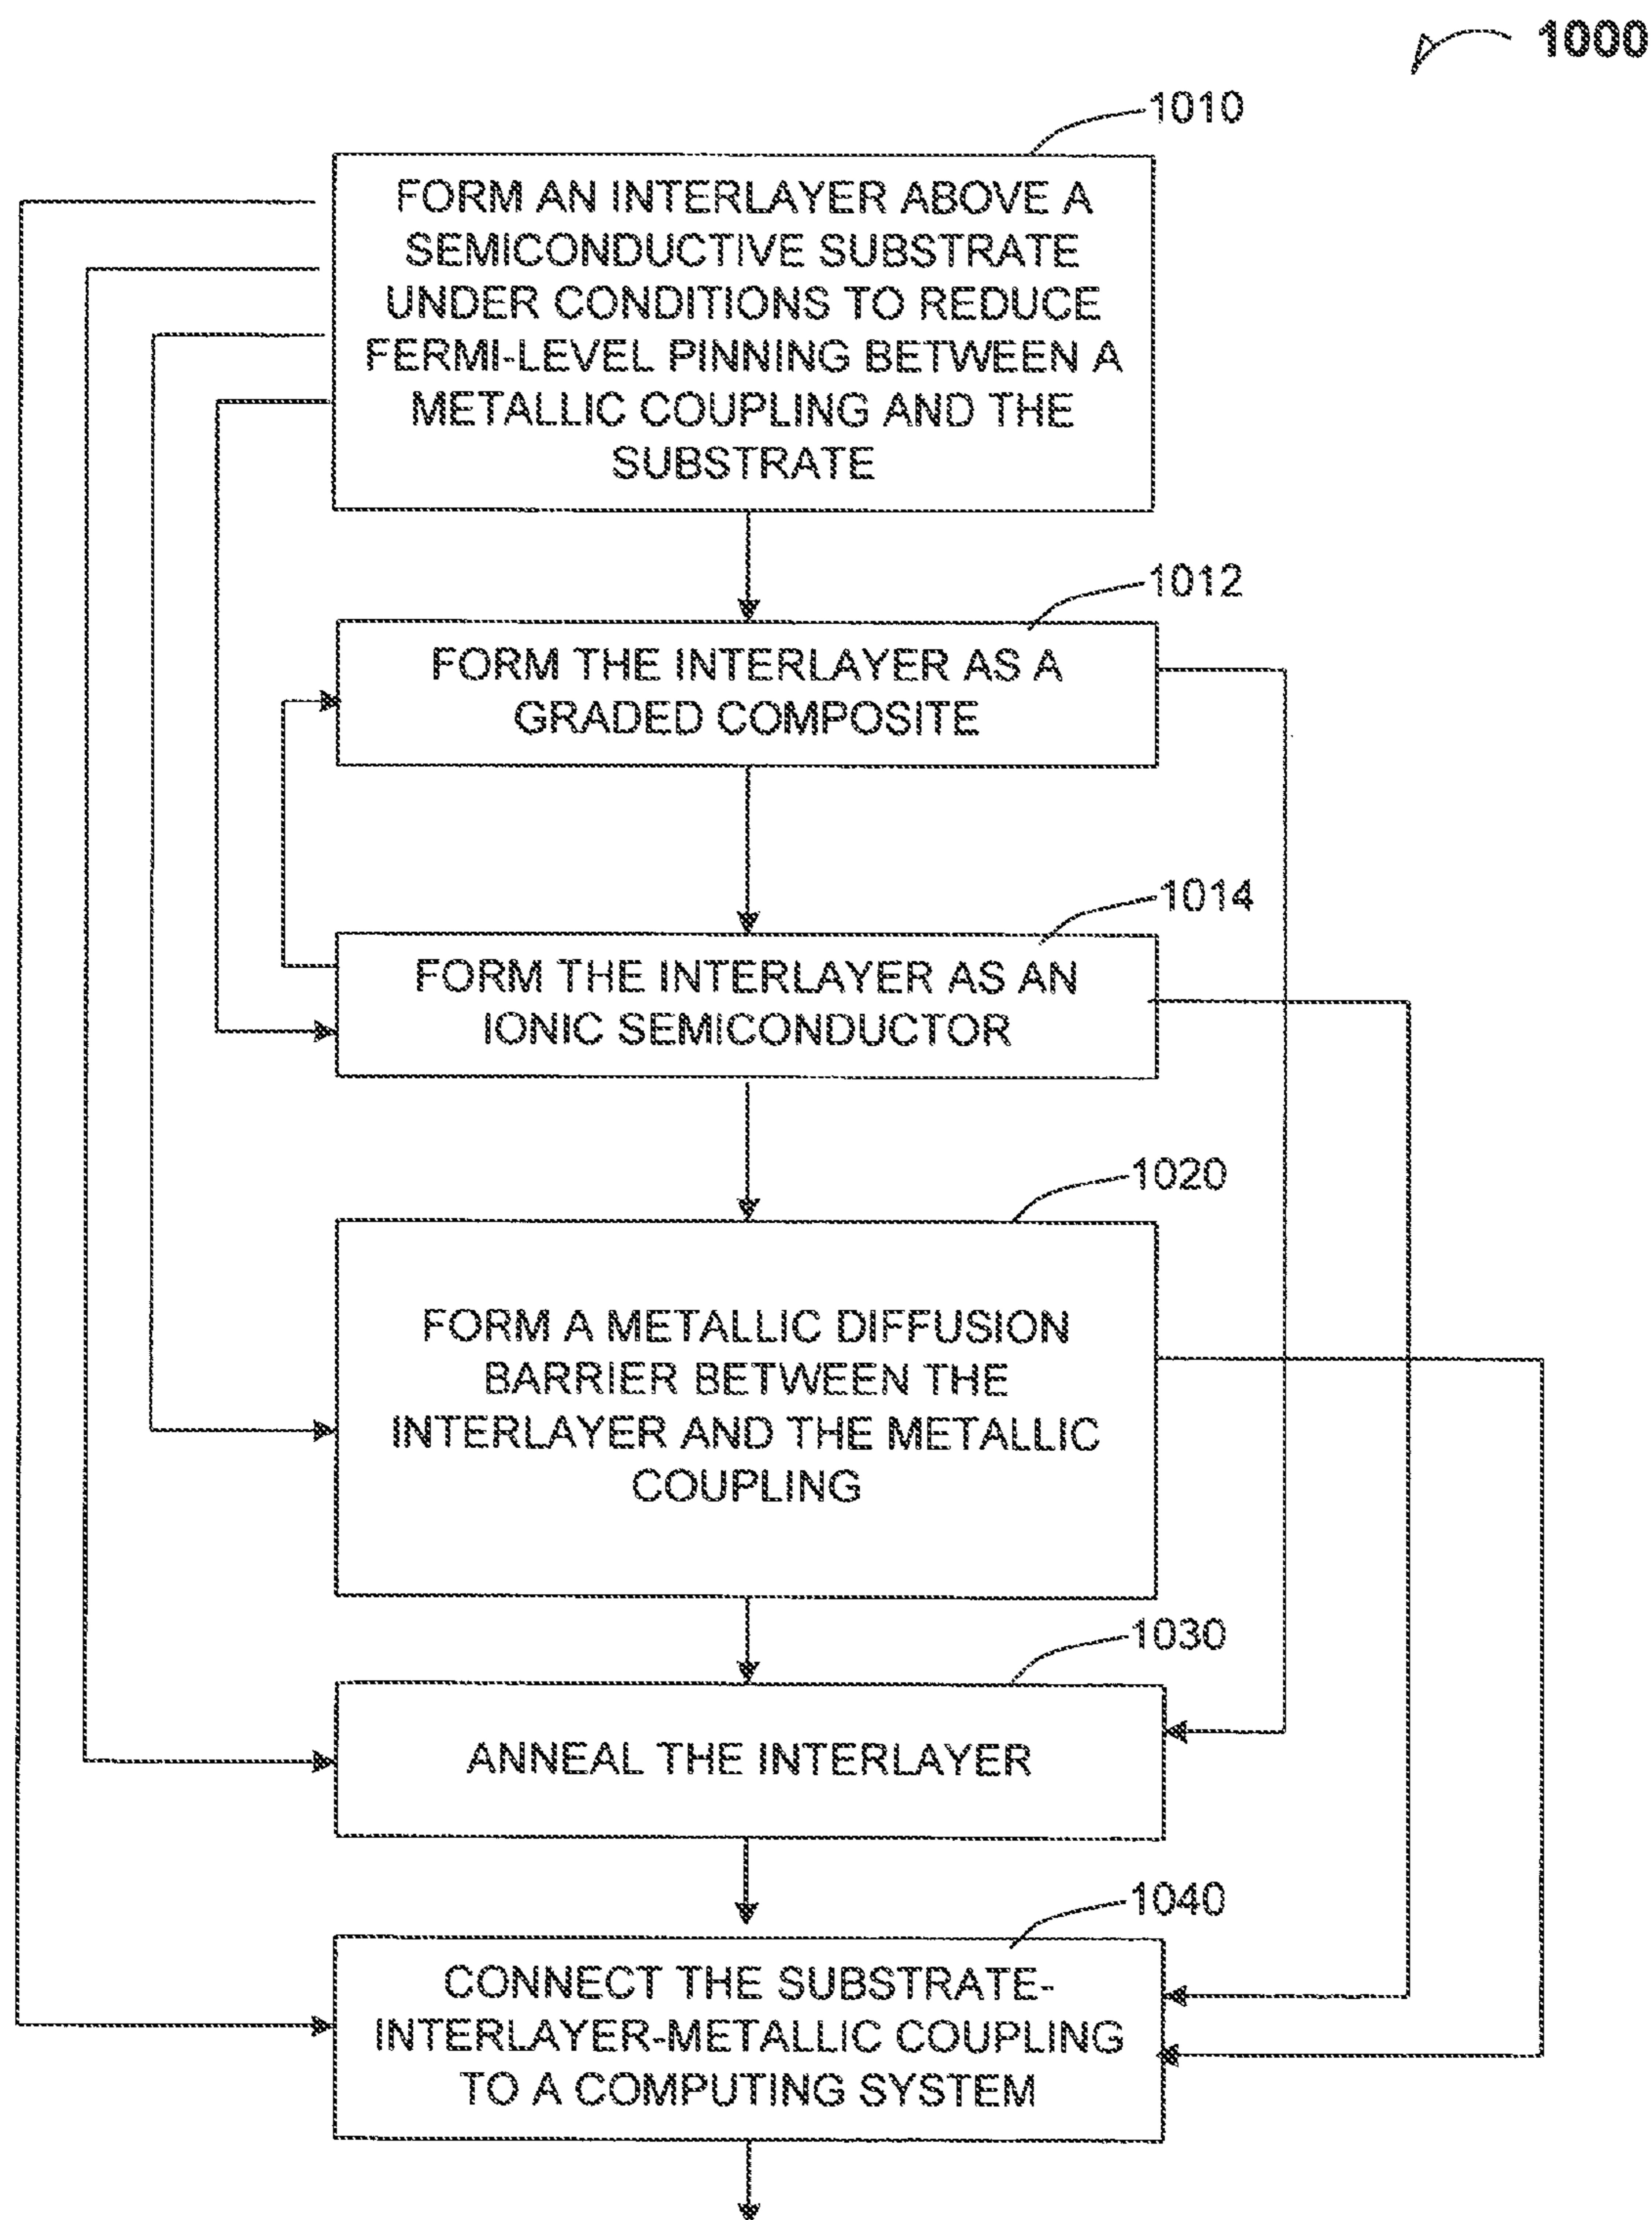 1000
1010
FORM AN INTERLAYER ABOVE A
SEMICONDUCTIVE SUBSTRATE
UNDER CONDITIONS TO REDUCE
FERMI-LEVEL PINNING BETWEEN A
METALLIC COUPLING AND THE
SUBSTRATE
1012
FORM THE INTERLAYER AS A
GRADED COMPOSITE
1014
FORM THE INTERLAYER AS AN
IONIC SEMICONDUCTOR
1020
FORM A METALLIC DIFFUSION
BARRIER BETWEEN THE
INTERLAYER AND THE METALLIC
COUPLING
1030
ANNEAL THE INTERLAYER
1040
CONNECT THE SUBSTRATE-
INTERLAYER-METALLIC COUPLING
TO A COMPUTING SYSTEM